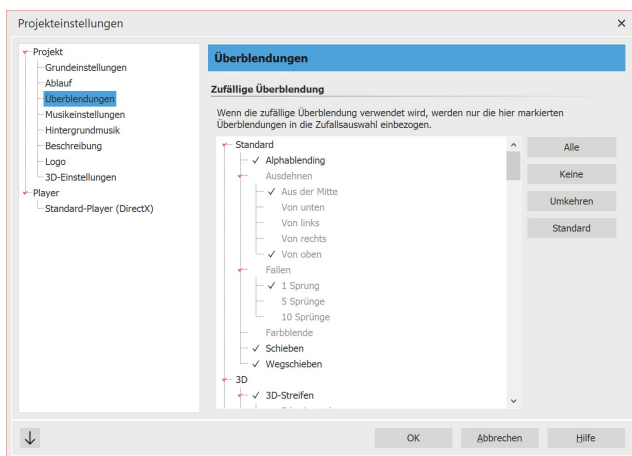 Projekteinstellungen
Projekt
Grundeinstellungen
Ablauf
Überblendungen
Musikeinstellungen
Hintergrundmusik
Beschreibung
Logo
3D-Einstellungen
Player
Standard-Player (DirectX)
Überblendungen
Zufällige Überblendung
Wenn die zufällige Überblendung verwendet wird, werden nur die hier markierten
Überblendungen in die Zufallsauswahl einbezogen.
Standard
Alphablending
Ausdehnen
Aus der Mitte
Von unten
Von links
Von rechts
Von oben
Fallen
1 Sprung
5 Sprünge
10 Sprünge
Farbblende
Schieben
Wegschieben
3D
3D-Streifen
Alle
Keine
Umkehren
Standard
OK
Abbrechen
Hilfe